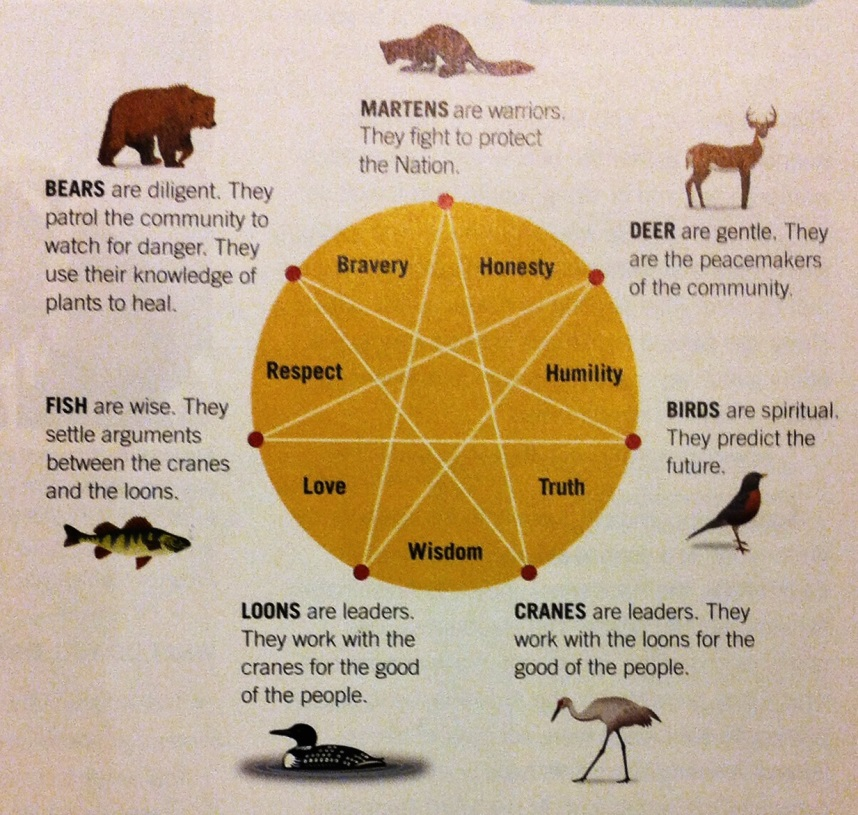 MARTENS are warriors.
They fight to protect
the Nation.
BEARS are diligent. They
patrol the community to
watch for danger. They
use their knowledge of
plants to heal.
DEER are gentle. They
are the peacemakers
of the community.
Bravery
Honesty
Respect
Humility
FISH are wise. They
settle arguments
between the cranes
and the loons.
BIRDS are spiritual.
They predict the
future.
Love
Truth
Wisdom
LOONS are leaders.
They work with the
cranes for the good
of the people.
CRANES are leaders. They
work with the loons for the
good of the people.